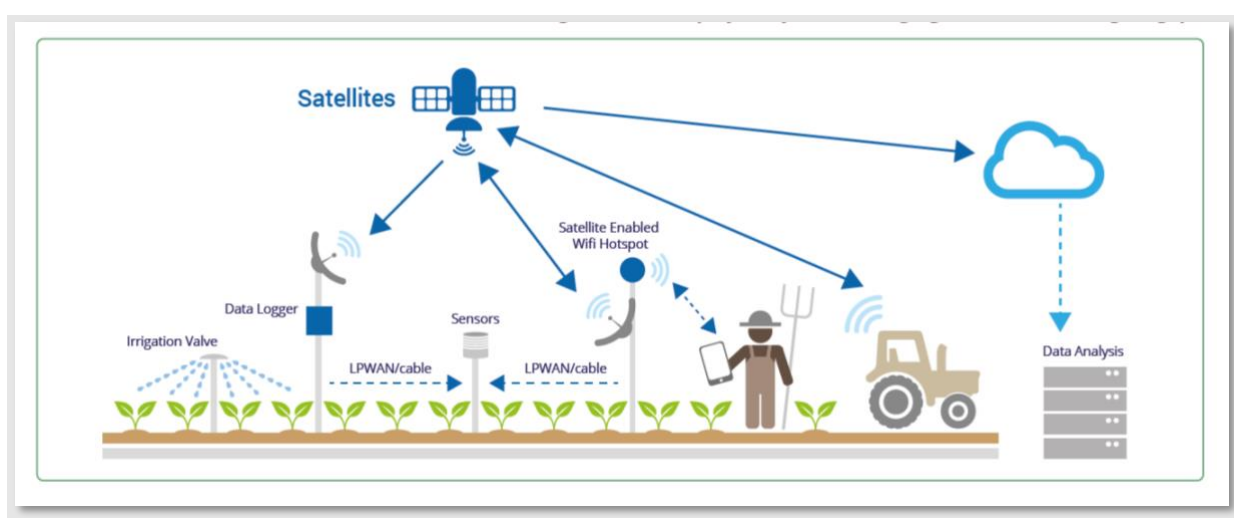 Satellites
Satellite Enabled
Wifi Hotspot
Data Logger
Sensors
Irrigation Valve
Data Analysis
LPWAN/cable
LPWAN/cable